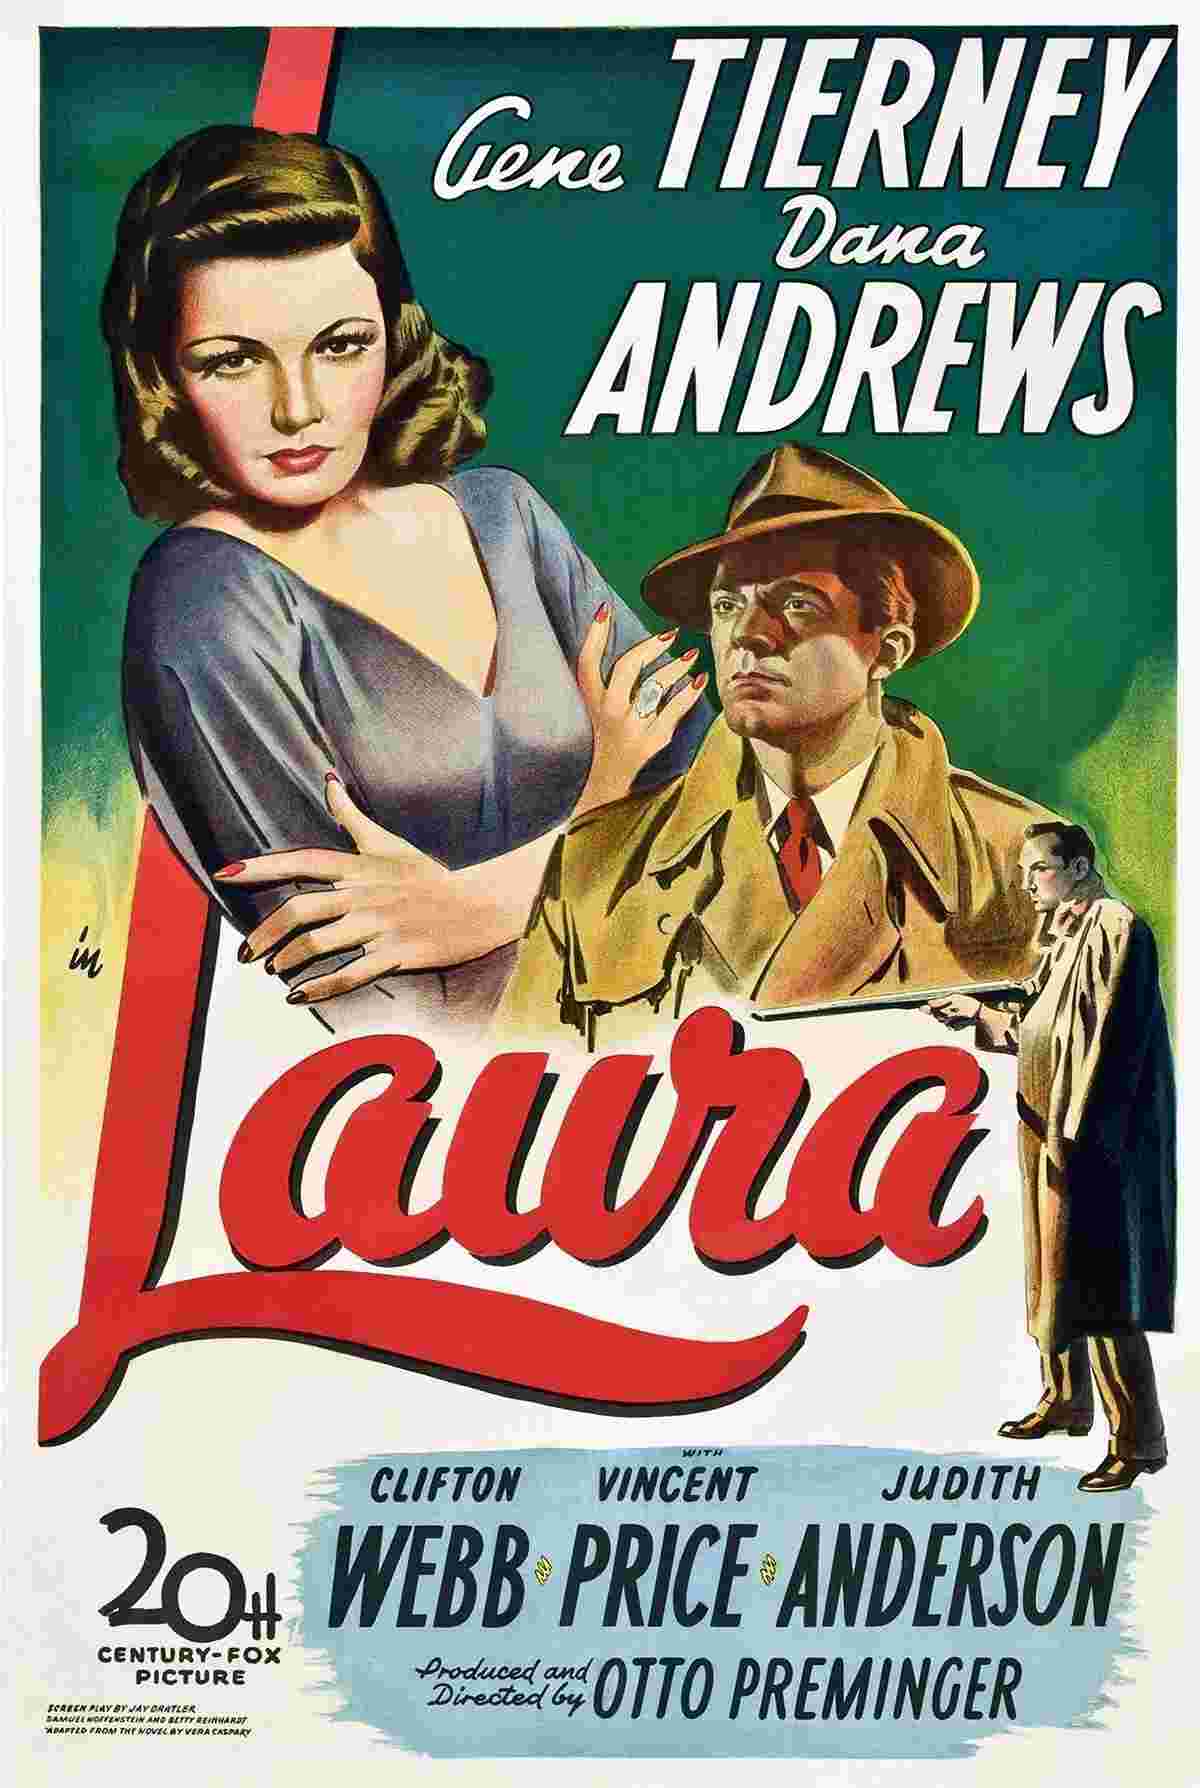 Gene TIERNEY
Dana
ANDREWS
in
Laura
WITH
CLIFTON VINCENT JUDITH
WEBB PRICE ANDERSON
Produced and
Directed by OTTO PREMINGER
20TH
CENTURY-FOX
PICTURE
SCREEN PLAY BY JAY DRATLER
SAMUEL HOFFENSTEIN AND BETTY REINHARDT
ADAPTED FROM THE NOVEL BY VERA CASPARY